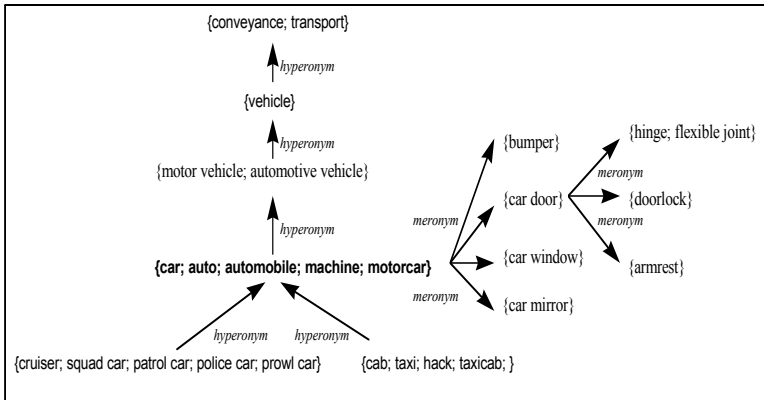 {conveyance; transport}
hyperonym
{vehicle}
hyperonym
{motor vehicle; automotive vehicle}
hyperonym
{car; auto; automobile; machine; motorcar}
hyperonym
hyperonym
{cruiser; squad car; patrol car; police car; prowl car}
{cab; taxi; hack; taxicab; }
meronym
meronym
{bumper}
{car door}
{car window}
{car mirror}
meronym
meronym
{hinge; flexible joint}
{doorlock}
{armrest}